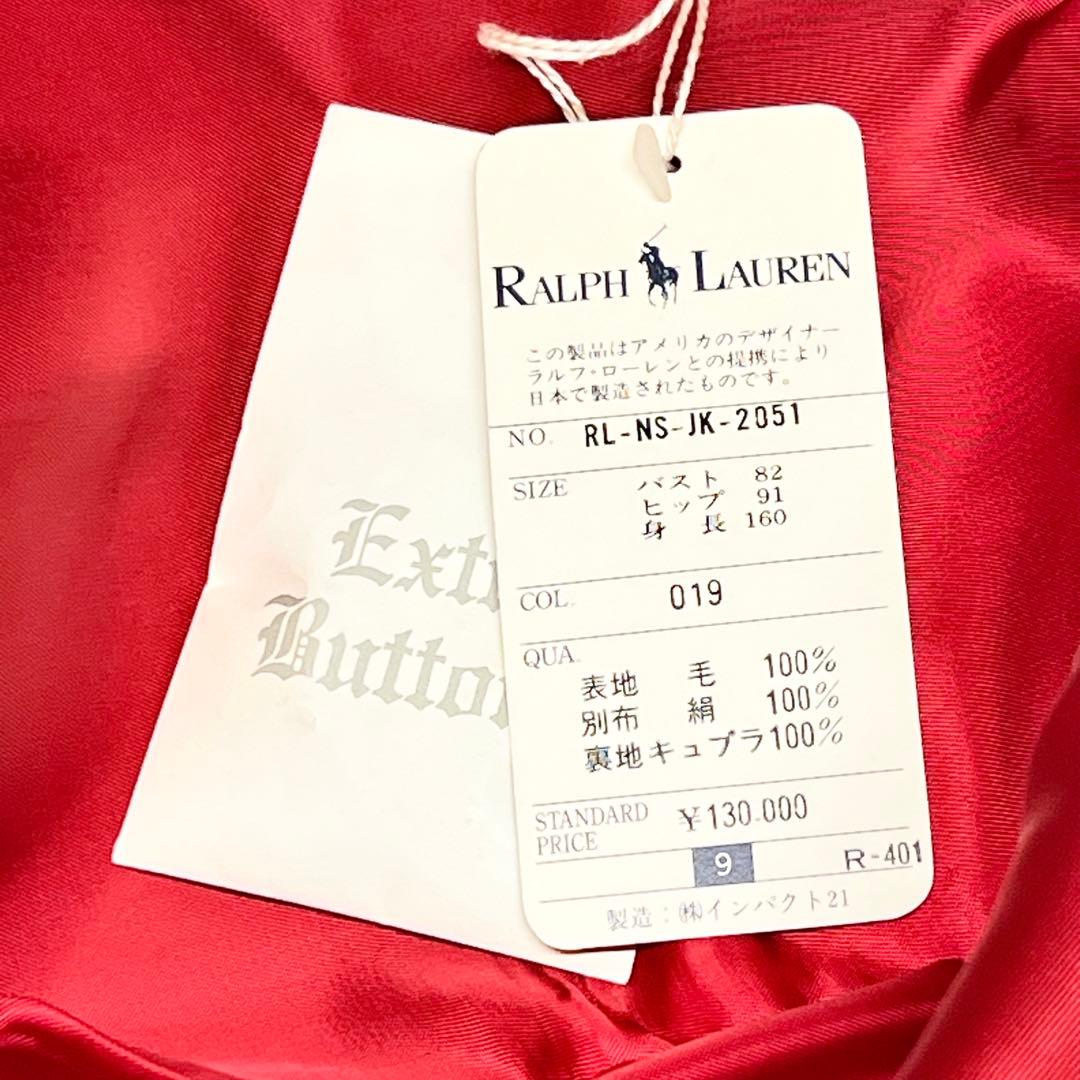 Extr
Button
RALPH LAUREN
この製品はアメリカのデザイナー
ラルフ・ローレンとの提携により
日本で製造されたものです。
NO. RL-NS-JK-2051
SIZE バスト 82
ヒップ 91
身 長 160
COL. 019
QUA. 表地 毛 100%
別布 絹 100%
裏地キュプラ100%
STANDARD PRICE ¥130.000
9 R-401
製造:㈱インパクト21